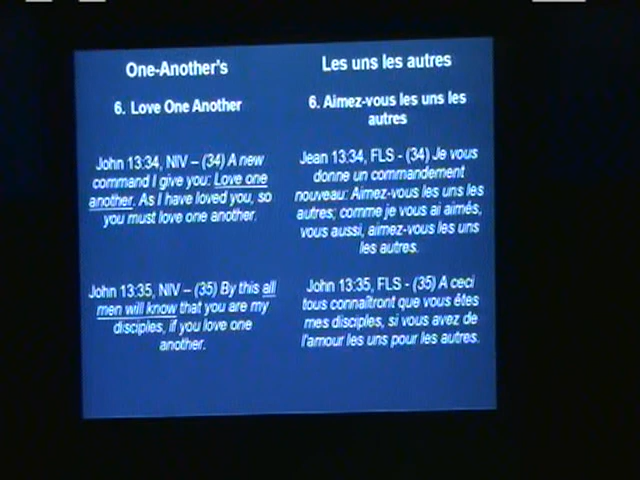 One-Another's
6. Love One Another
John 13:34, NIV – (34) A new
command I give you: Love one
another. As I have loved you, so
you must love one another.
John 13:35, NIV – (35) By this all
men will know that you are my
disciples, if you love one
another.
Les uns les autres
6. Aimez-vous les uns les
autres
Jean 13:34, FLS - (34) Je vous
donne un commandement
nouveau: Aimez-vous les uns les
autres; comme je vous ai aimés,
vous aussi, aimez-vous les uns
les autres.
John 13:35, FLS - (35) A ceci
tous connaîtront que vous êtes
mes disciples, si vous avez de
l'amour les uns pour les autres.